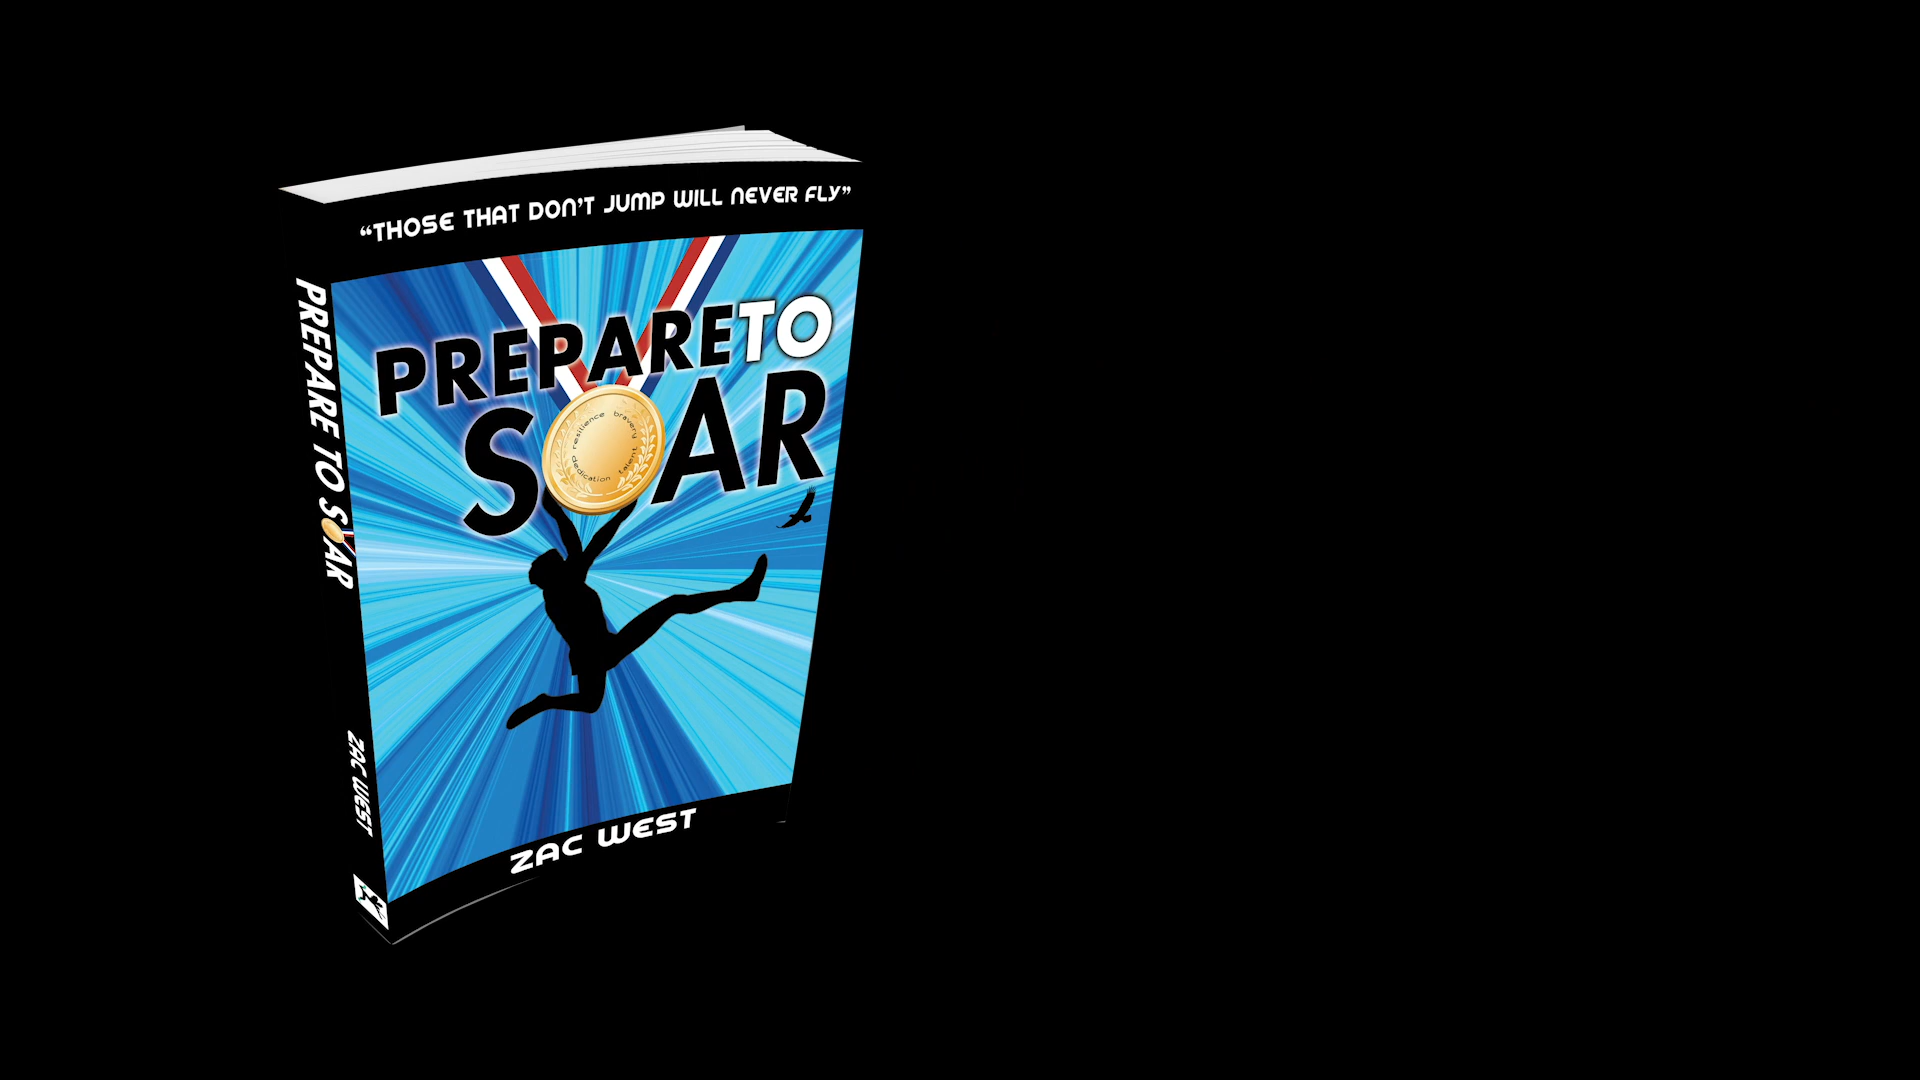 “THOSE THAT DON’T JUMP WILL NEVER FLY”
PREPARETO
SOAR
resilience bravery
dedication talent
ZAC WEST
PREPARE TO SOAR
ZAC WEST